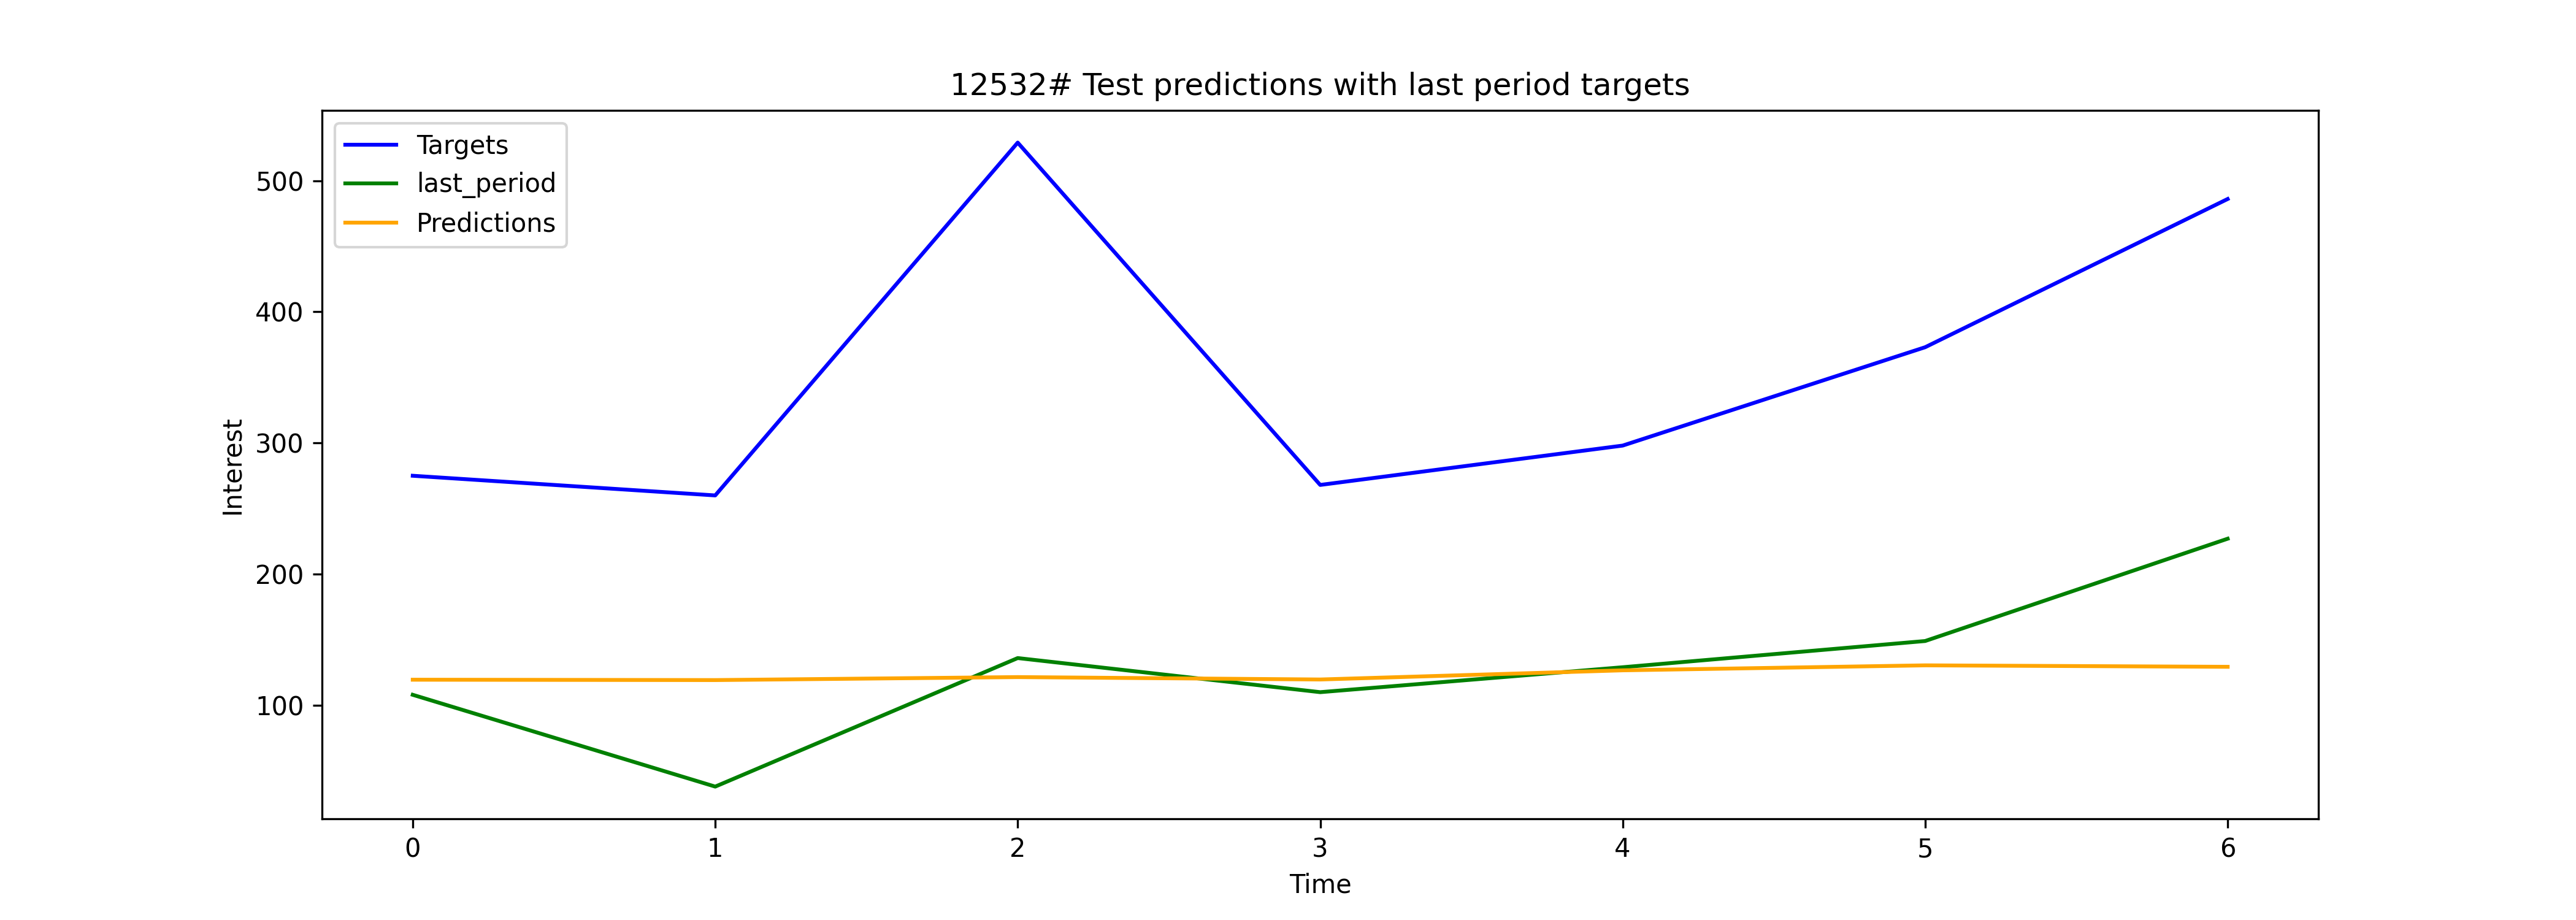 12532# Test predictions with last period targets
Targets
last_period
Predictions
500
400
300
200
100
Interest
0 1 2 3 4 5 6
Time